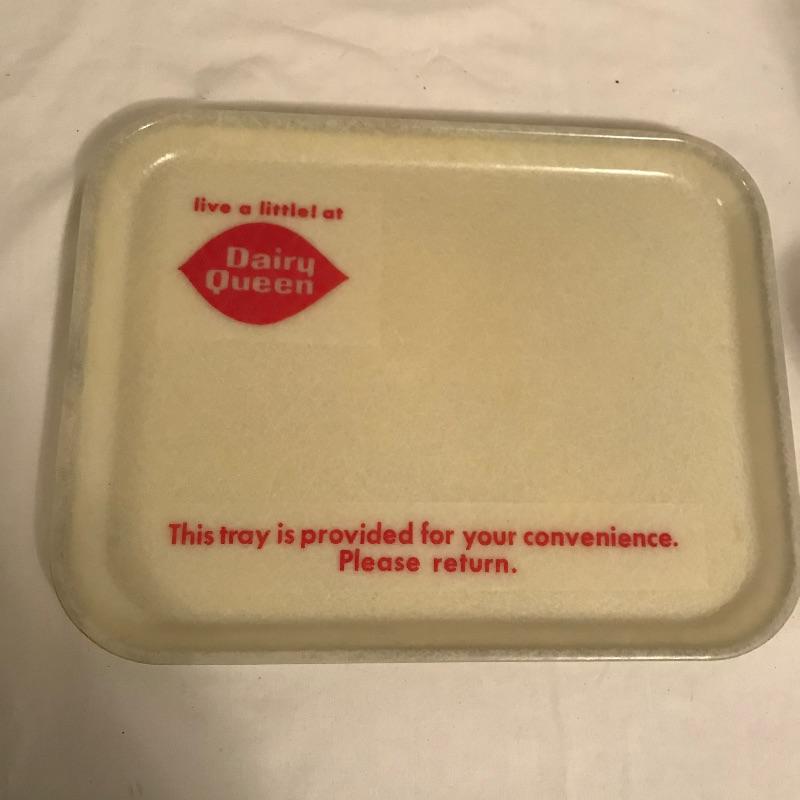 live a little! at
Dairy
Queen
This tray is provided for your convenience.
Please return.